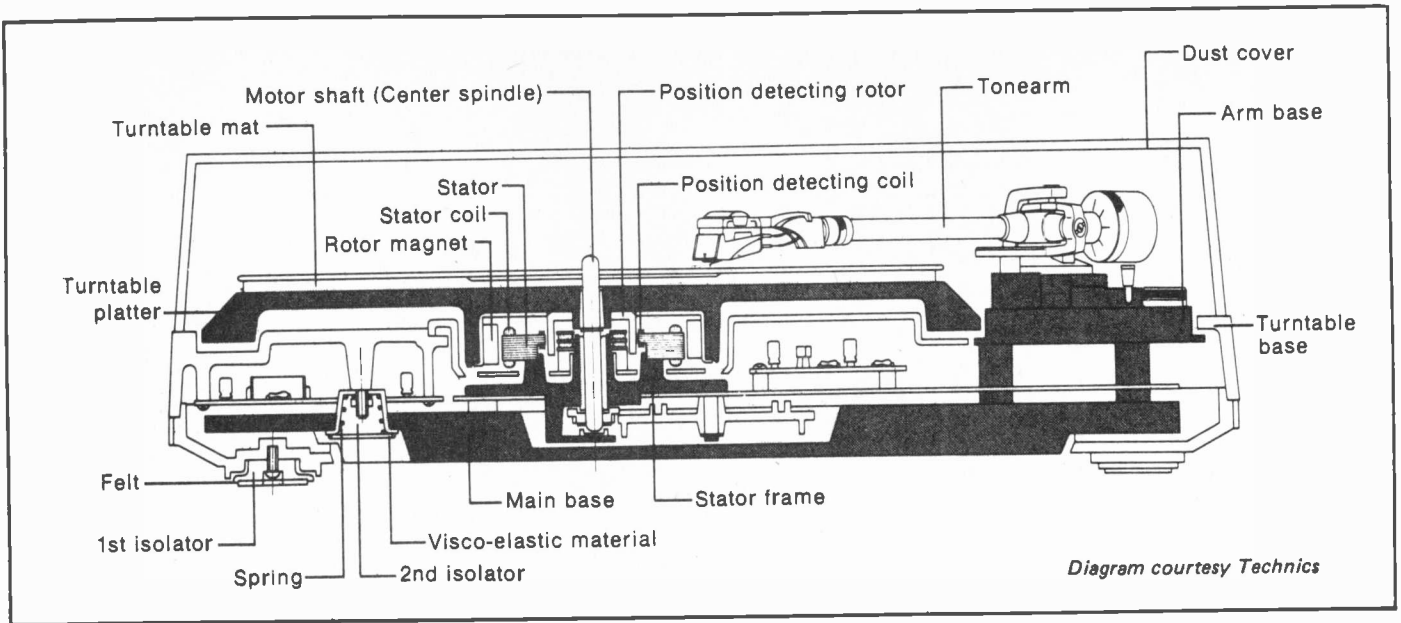 Dust cover
Motor shaft (Center spindle)
Position detecting rotor
Tonearm
Arm base
Turntable mat
Stator
Position detecting coil
Stator coil
Rotor magnet
Turntable
platter
Turntable
base
Felt
Main base
Stator frame
1st isolator
Visco-elastic material
Spring
2nd isolator
Diagram courtesy Technics